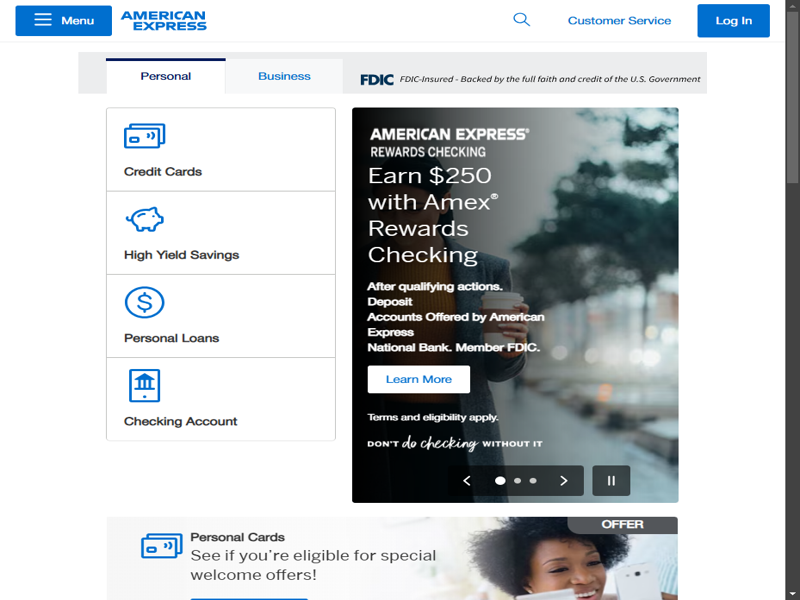 Menu
AMERICAN
EXPRESS
Customer Service
Log In
Personal
Business
FDIC FDIC-Insured - Backed by the full faith and credit of the U.S. Government
Credit Cards
High Yield Savings
Personal Loans
Checking Account
AMERICAN EXPRESS®
REWARDS CHECKING
Earn $250
with Amex®
Rewards
Checking
After qualifying actions.
Deposit
Accounts Offered by American
Express
National Bank. Member FDIC.
Learn More
Terms and eligibility apply.
DON'T do checking WITHOUT IT
OFFER
Personal Cards
See if you're eligible for special
welcome offers!